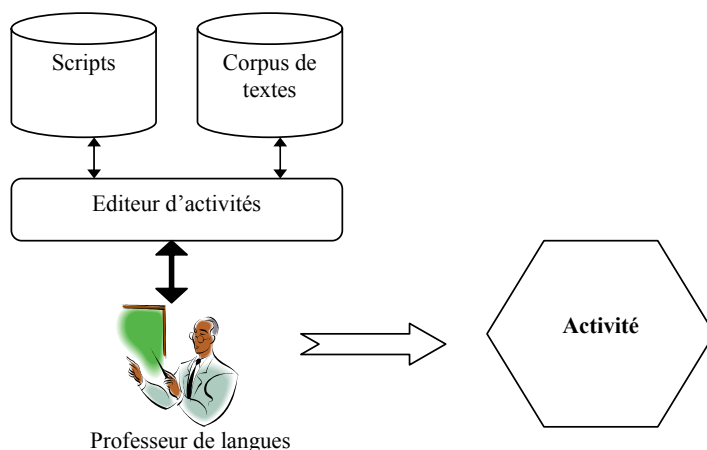 Scripts
Corpus de
textes
Editeur d’activités
Activité
Professeur de langues